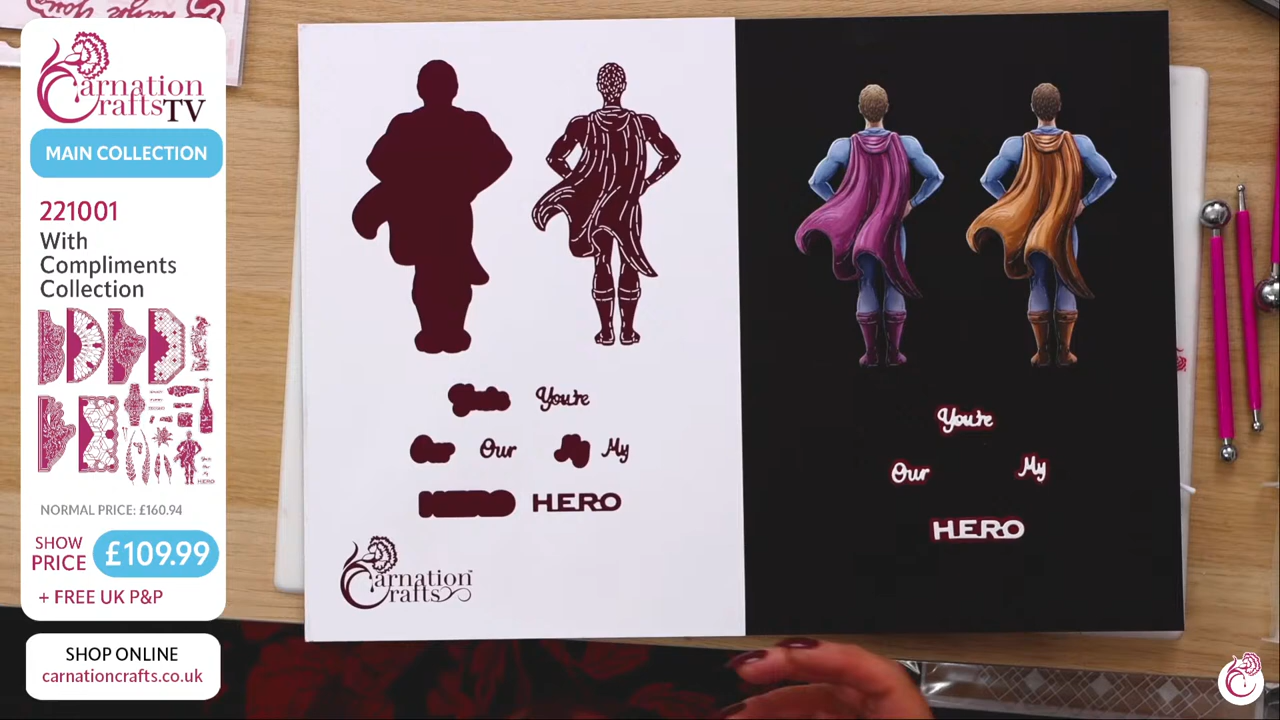 Carnation
Crafts TV
MAIN COLLECTION
221001
With
Compliments
Collection
NORMAL PRICE: £160.94
SHOW
PRICE
£109.99
+ FREE UK P&P
SHOP ONLINE
carnationcrafts.co.uk
You're
Our My
HERO
Carnation™
Crafts
You're
Our My
HERO